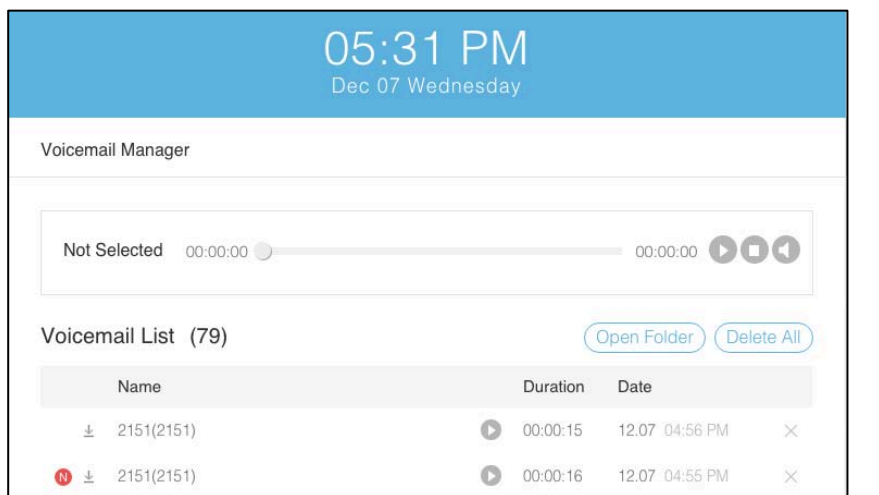 05:31 PM
Dec 07 Wednesday
Voicemail Manager
Not Selected 00:00:00 00:00:00
Voicemail List (79) Open Folder Delete All
Name Duration Date
2151(2151) 00:00:15 12.07 04:56 PM
N 2151(2151) 00:00:16 12.07 04:55 PM